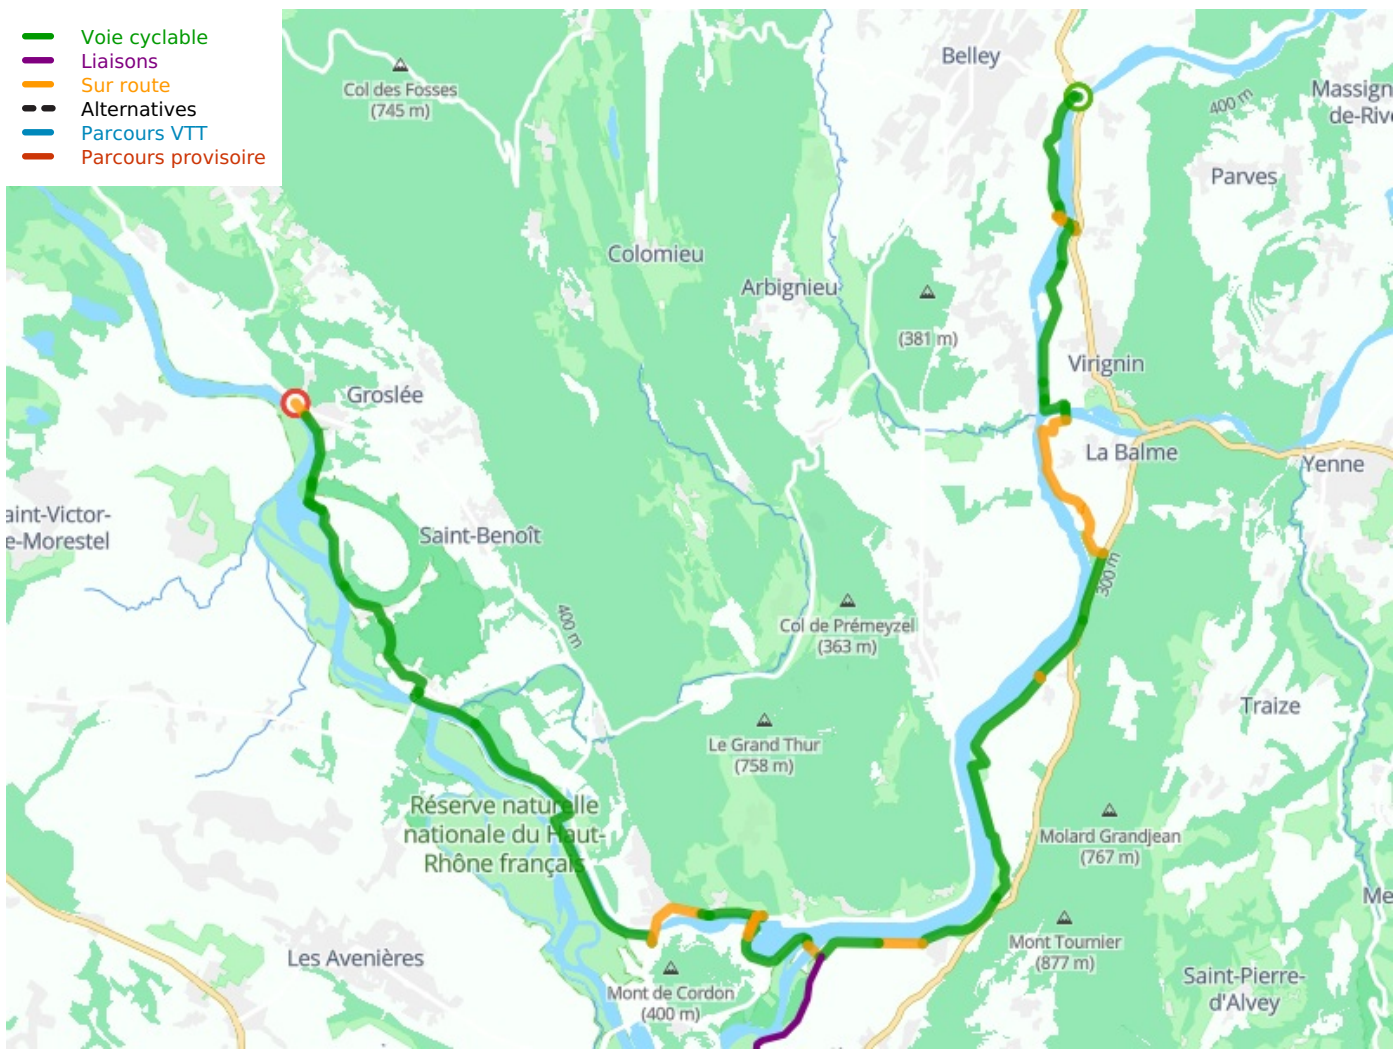 Voie cyclable
Liaisons
Sur route
Alternatives
Parcours VTT
Parcours provisoire
Belley
Col des Fosses
(745 m)
400 m
Massign
de-Rive
Parves
Colomieu
Arbignieu
(381 m)
Virignin
Groslée
La Balme
Yenne
aint-Victor-
e-Morestel
Saint-Benoît
300 m
400 m
Col de Prémeyzel
(363 m)
Traize
Le Grand Thur
(758 m)
Réserve naturelle
nationale du Haut-
Rhône français
Molard Grandjean
(767 m)
Me
Mont Tournier
(877 m)
Les Avenières
Mont de Cordon
(400 m)
Saint-Pierre-
d'Alvey